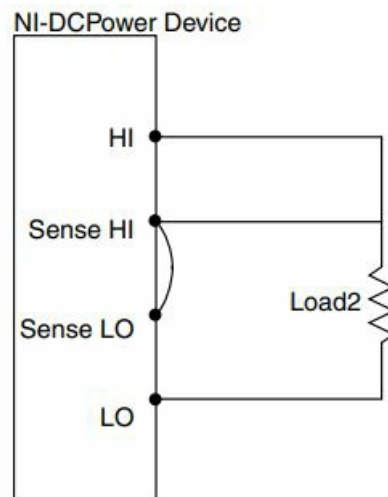 NI-DCPower Device
HI
Sense HI
Load2
Sense LO
LO